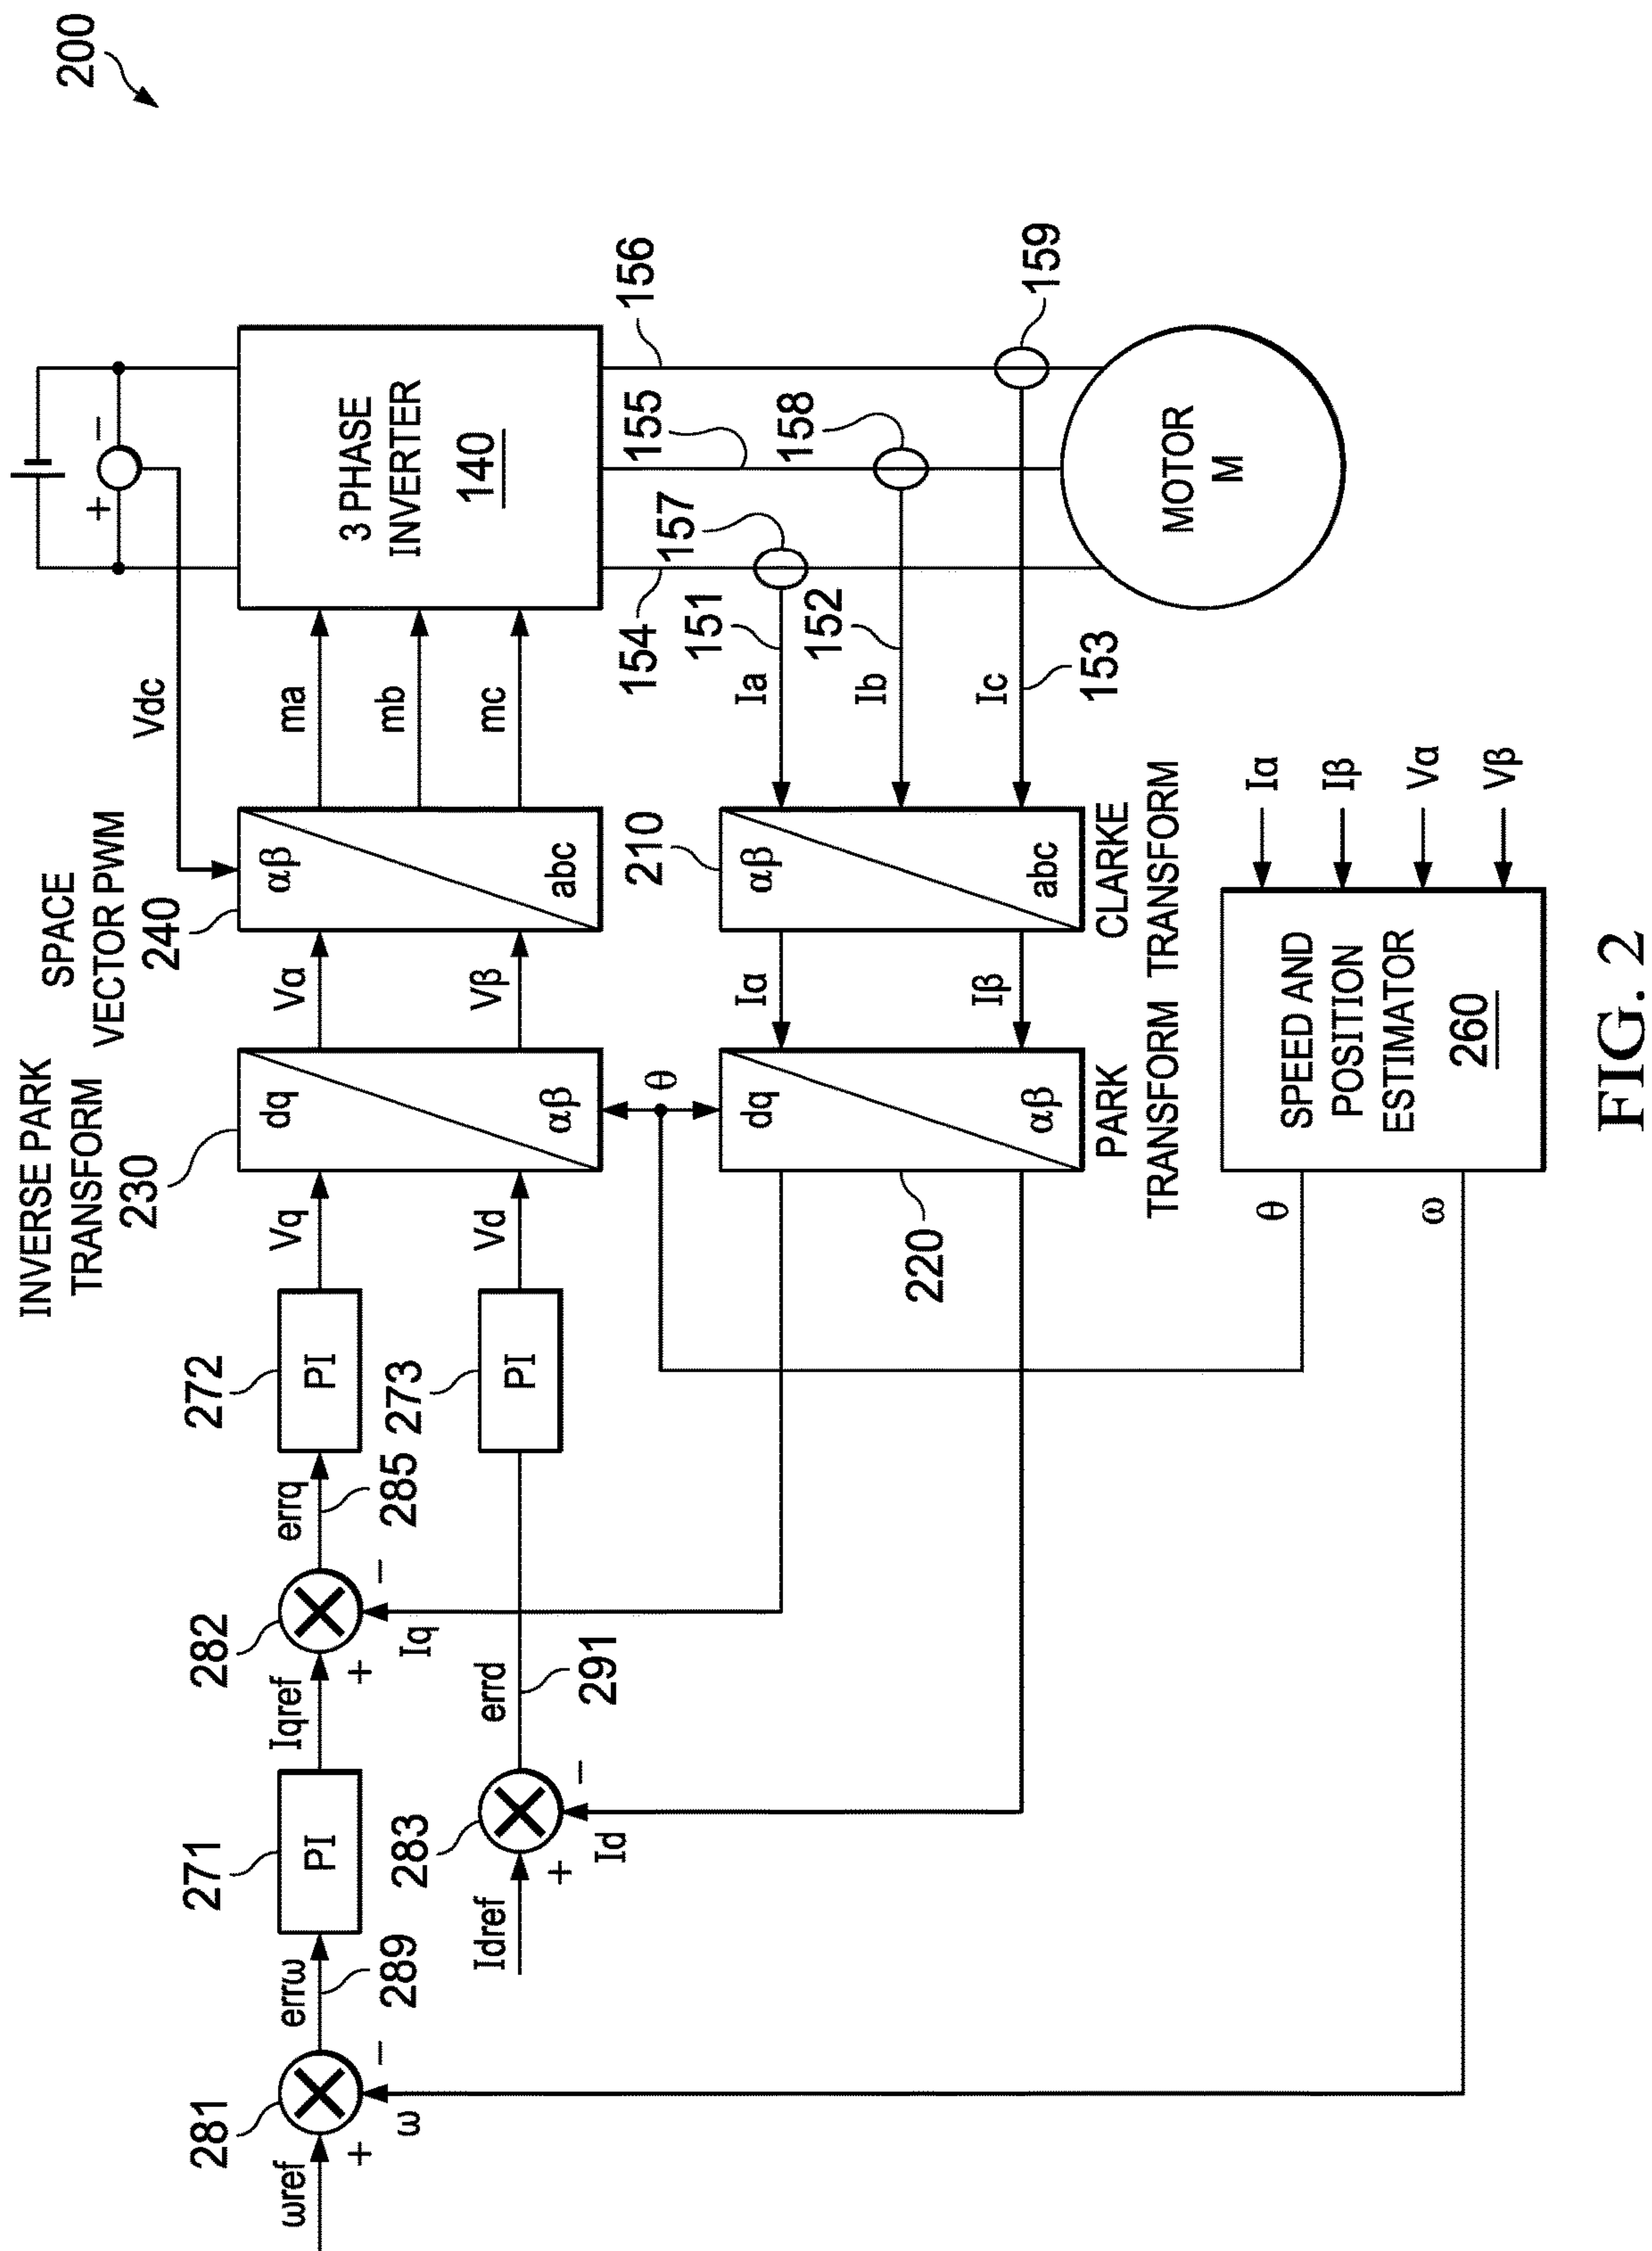 200
INVERSE PARK
TRANSFORM
230
SPACE
VECTOR PWM
240
Vdc
+
−
ωref
+
281
−
ω
errω
289
271
PI
Iqref
+
282
−
Iq
errq
285
272
PI
Vq
dq
αβ
Vα
Vβ
αβ
abc
ma
mb
mc
3 PHASE
INVERTER
140
Idref
+
283
−
Id
errd
291
273
PI
Vd
θ
154
155
156
157
158
159
151
152
153
Ia
Ib
Ic
210
αβ
abc
CLARKE
TRANSFORM
Iα
Iβ
dq
αβ
220
PARK
TRANSFORM
MOTOR
M
θ
ω
SPEED AND
POSITION
ESTIMATOR
260
Iα
Iβ
Vα
Vβ
FIG. 2